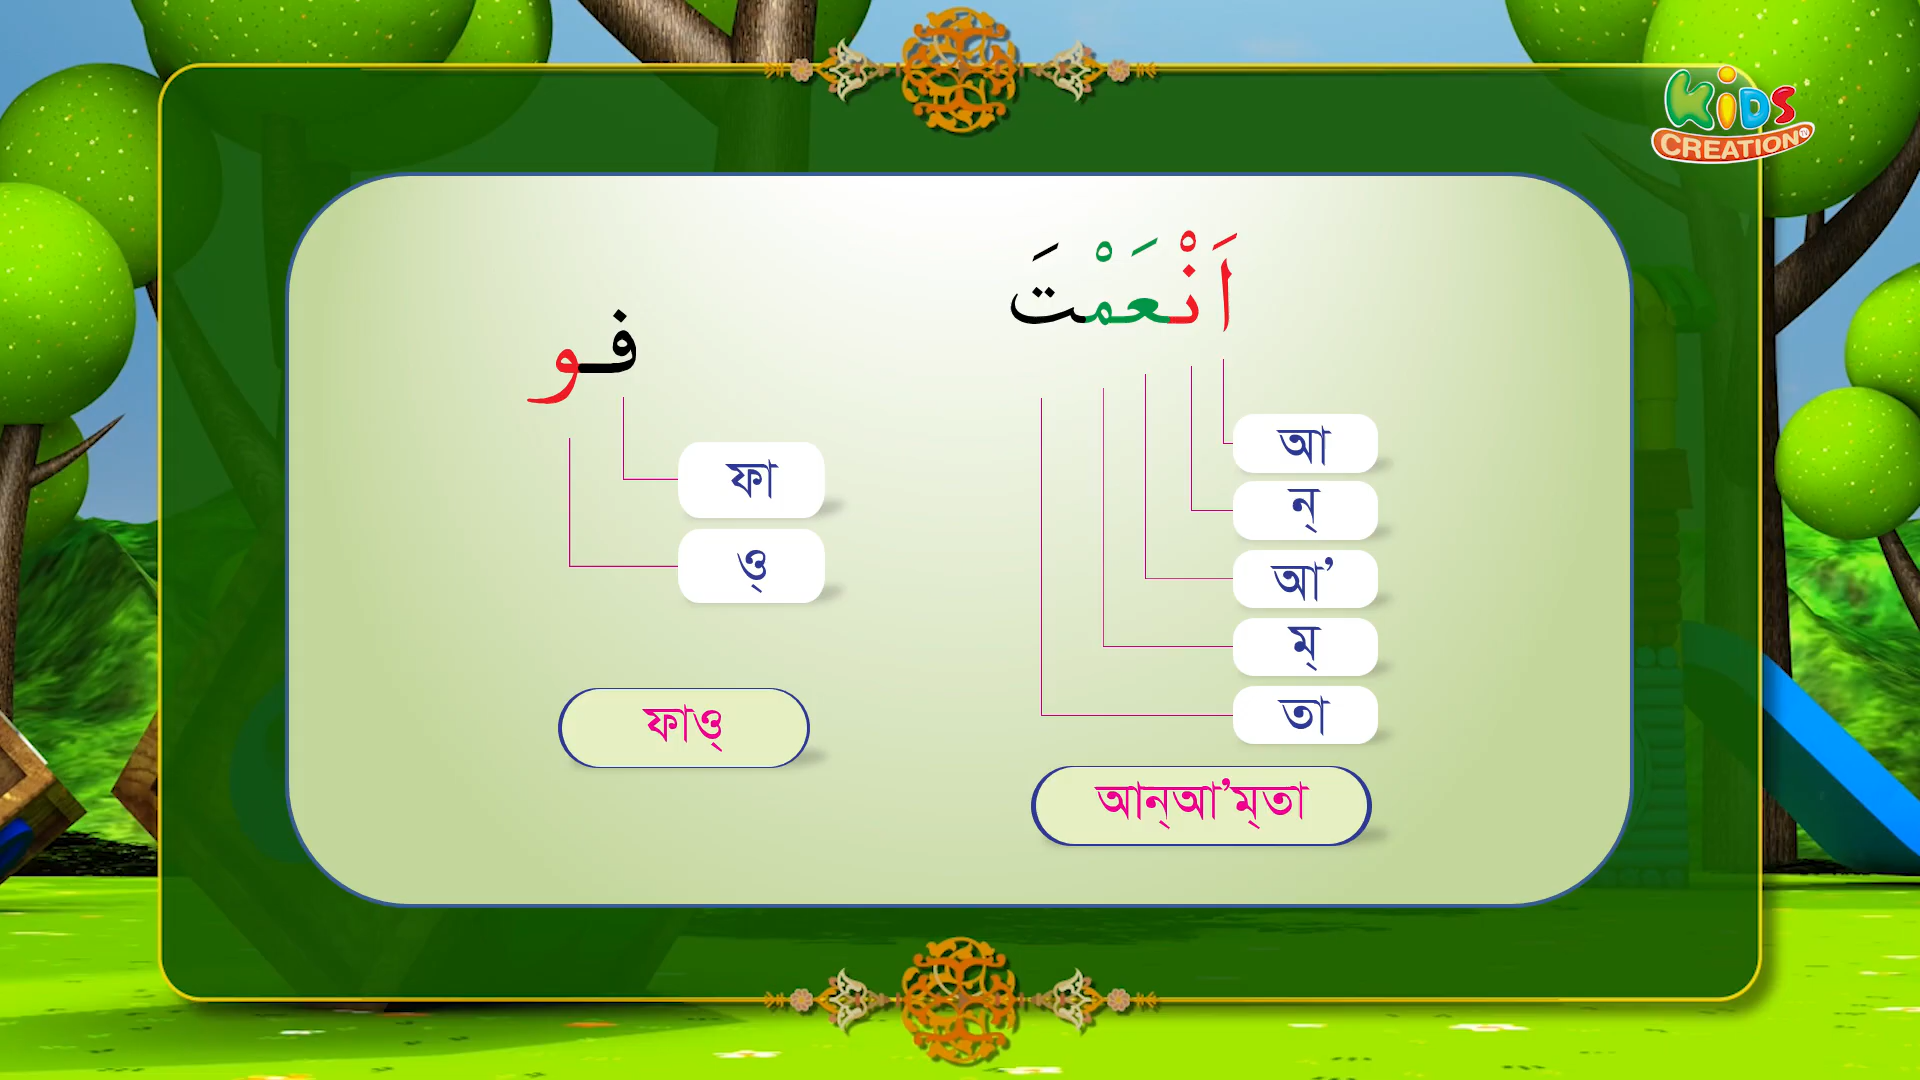 KiDS
CREATION
اَنْعَمْتَ
আ
ন্
আ’
ম্
তা
আন্আ’ম্তা
فو
ফা
ও্
ফাও্